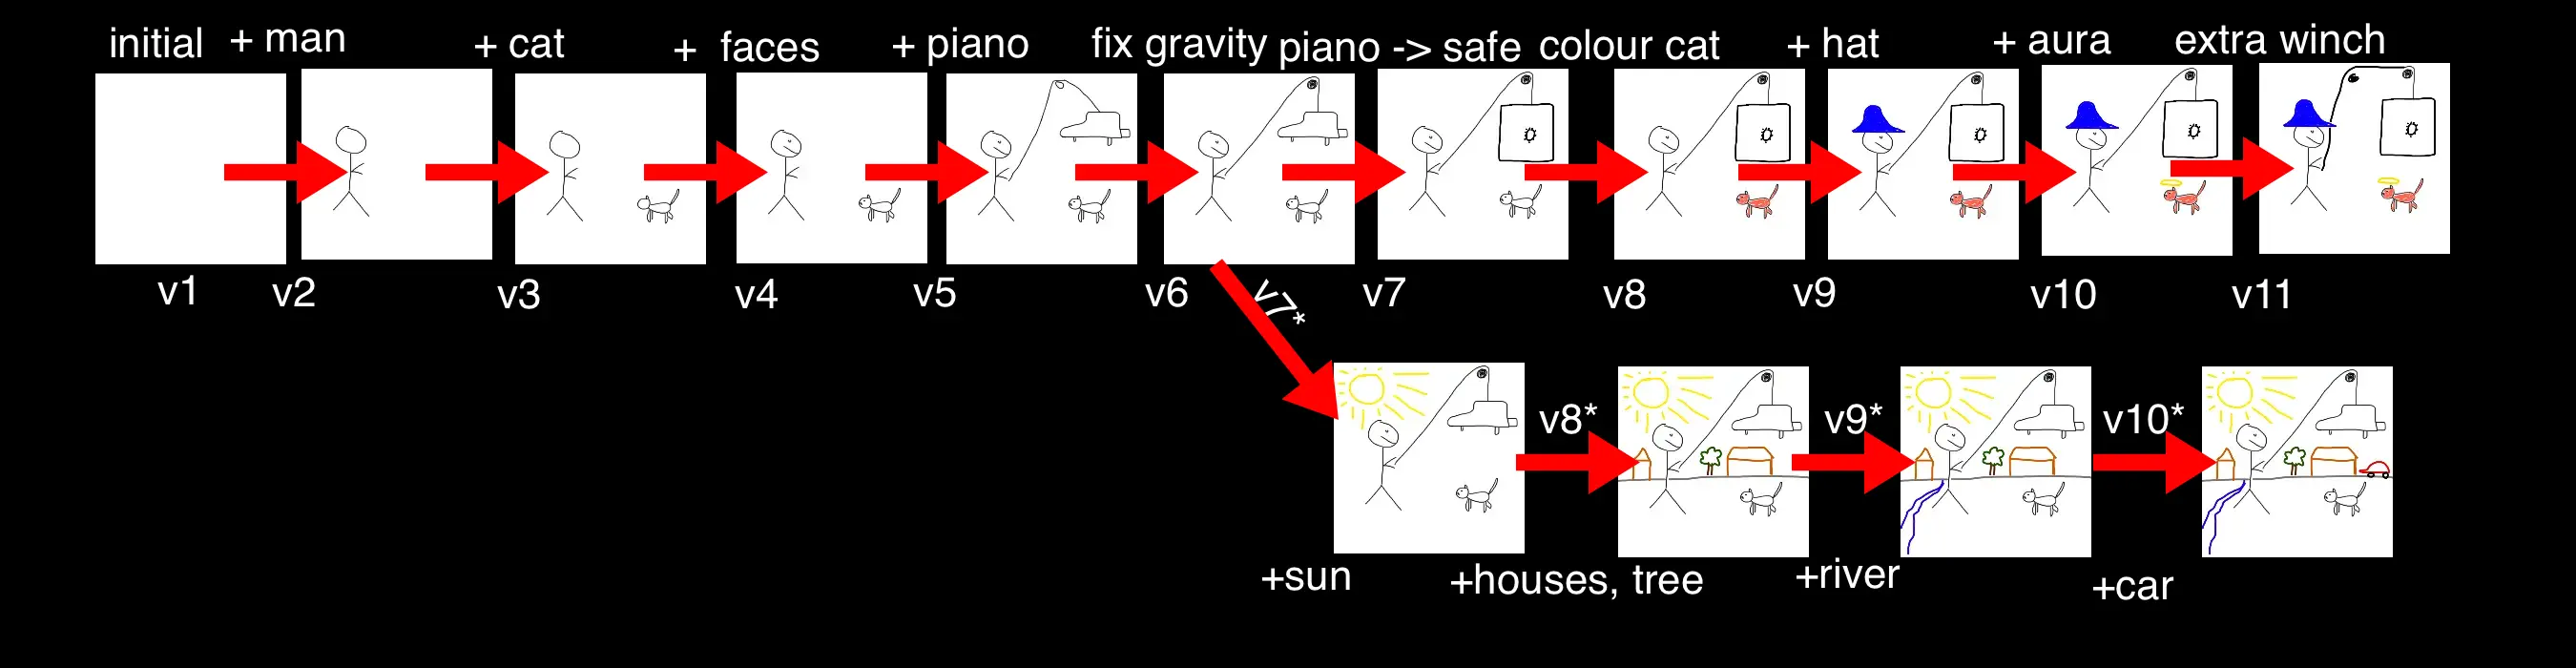 initial + man + cat + faces + piano fix gravity piano -> safe colour cat + hat + aura extra winch
v1 v2 v3 v4 v5 v6 v7 v8 v9 v10 v11
v7*
v8* v9* v10*
+sun +houses, tree +river +car